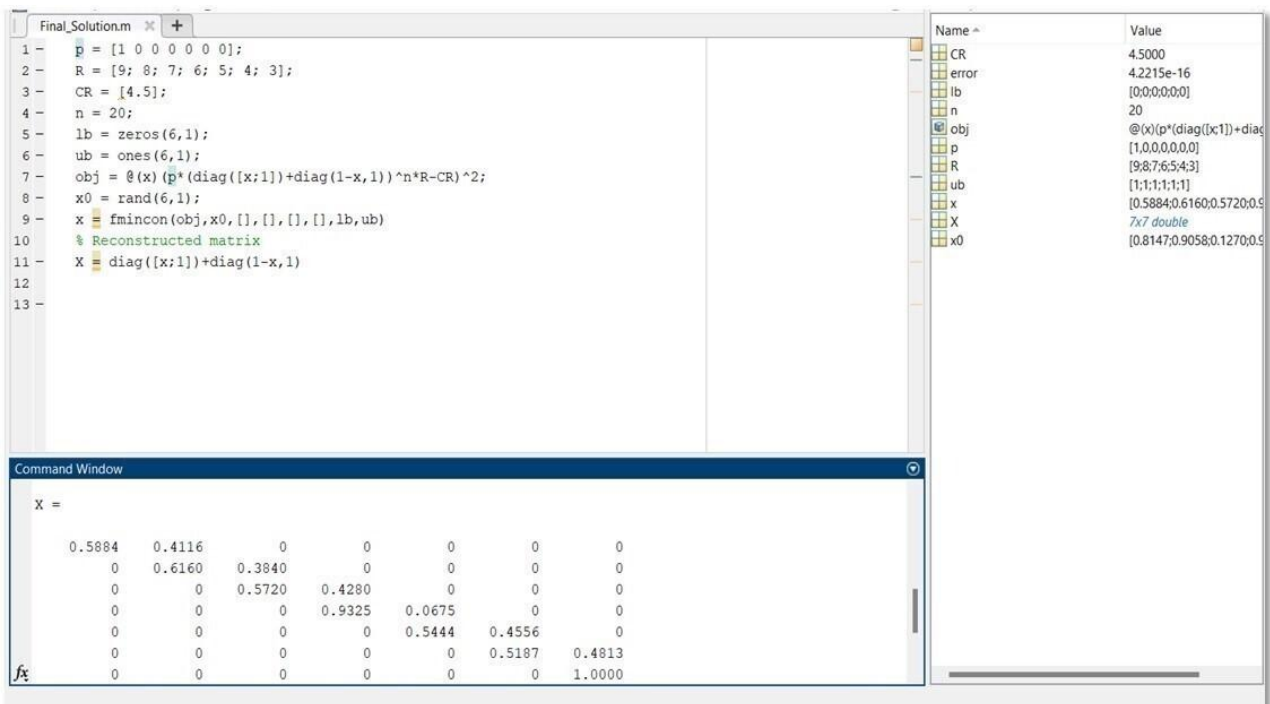 Final_Solution.m × +
1 - p = [1 0 0 0 0 0 0];
2 - R = [9; 8; 7; 6; 5; 4; 3];
3 - CR = [4.5];
4 - n = 20;
5 - lb = zeros(6,1);
6 - ub = ones(6,1);
7 - obj = @(x)(p*(diag([x;1])+diag(1-x,1))^n*R-CR)^2;
8 - x0 = rand(6,1);
9 - x = fmincon(obj,x0,[],[],[],[],lb,ub)
10 % Reconstructed matrix
11 - X = diag([x;1])+diag(1-x,1)
12
13 -
Name Value
CR 4.5000
error 4.2215e-16
lb [0;0;0;0;0;0]
n 20
obj @(x)(p*(diag([x;1])+diag
p [1,0,0,0,0,0,0]
R [9;8;7;6;5;4;3]
ub [1;1;1;1;1;1]
x [0.5884;0.6160;0.5720;0.9
X 7x7 double
x0 [0.8147;0.9058;0.1270;0.9
Command Window
X =
0.5884 0.4116 0 0 0 0 0
0 0.6160 0.3840 0 0 0 0
0 0 0.5720 0.4280 0 0 0
0 0 0 0.9325 0.0675 0 0
0 0 0 0 0.5444 0.4556 0
0 0 0 0 0 0.5187 0.4813
fx 0 0 0 0 0 0 1.0000